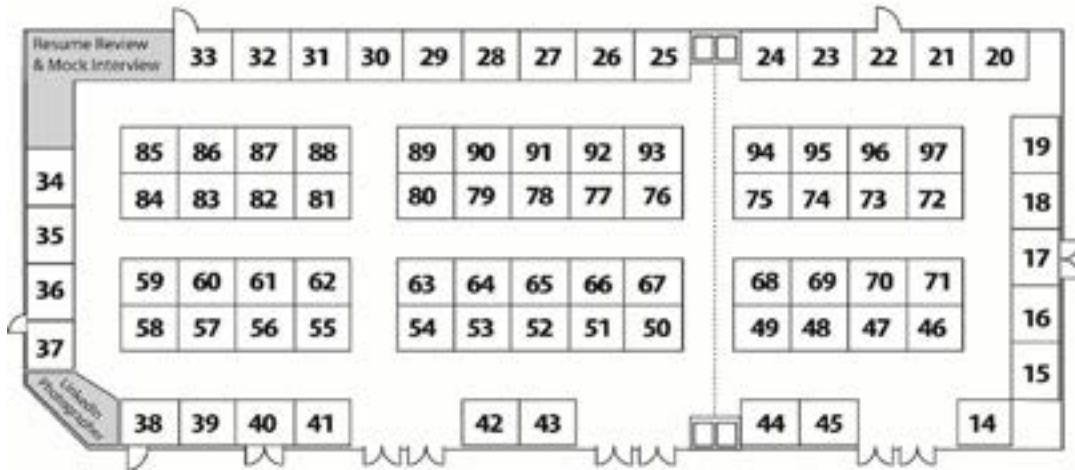 Resume Review
& Mock Interview
33 32 31 30 29 28 27 26 25 24 23 22 21 20
85 86 87 88 89 90 91 92 93 94 95 96 97 19
34 84 83 82 81 80 79 78 77 76 75 74 73 72 18
35 17
36 59 60 61 62 63 64 65 66 67 68 69 70 71 16
37 58 57 56 55 54 53 52 51 50 49 48 47 46 15
LinkedIn
Photographer
38 39 40 41 42 43 44 45 14